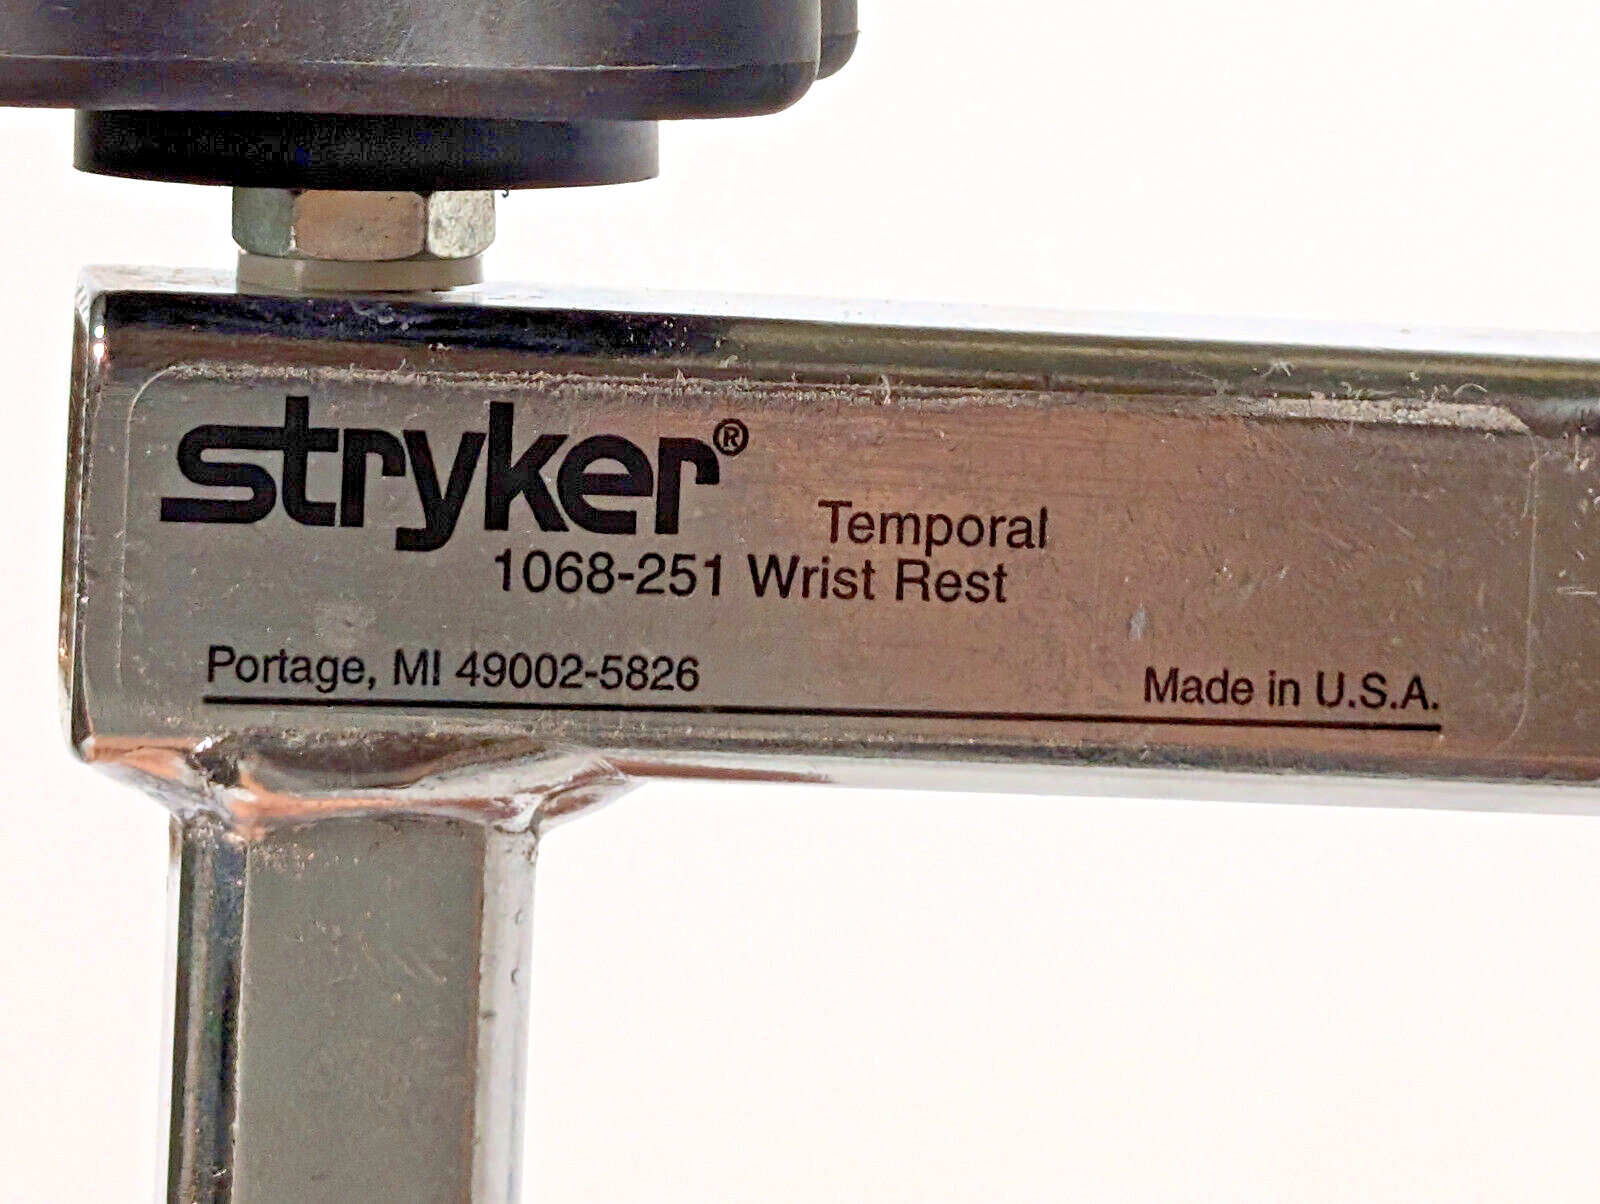 stryker®
Temporal
1068-251 Wrist Rest
Portage, MI 49002-5826
Made in U.S.A.